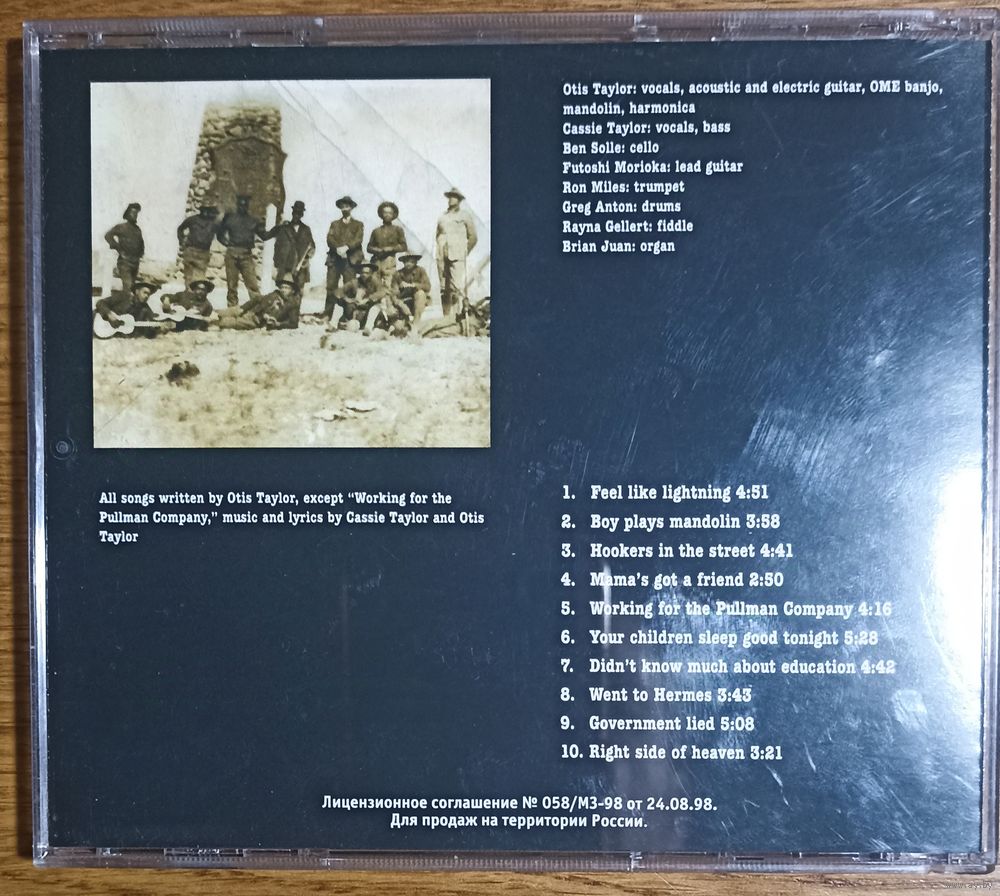 Otis Taylor: vocals, acoustic and electric guitar, OME banjo,
mandolin, harmonica
Cassie Taylor: vocals, bass
Ben Solle: cello
Futoshi Morioka: lead guitar
Ron Miles: trumpet
Greg Anton: drums
Rayna Gellert: fiddle
Brian Juan: organ
All songs written by Otis Taylor, except “Working for the
Pullman Company,” music and lyrics by Cassie Taylor and Otis
Taylor
1. Feel like lightning 4:51
2. Boy plays mandolin 3:58
3. Hookers in the street 4:41
4. Mama’s got a friend 2:50
5. Working for the Pullman Company 4:16
6. Your children sleep good tonight 5:28
7. Didn’t know much about education 4:42
8. Went to Hermes 3:43
9. Government lied 5:08
10. Right side of heaven 3:21
Лицензионное соглашение № 058/МЗ-98 от 24.08.98.
Для продаж на территории России.